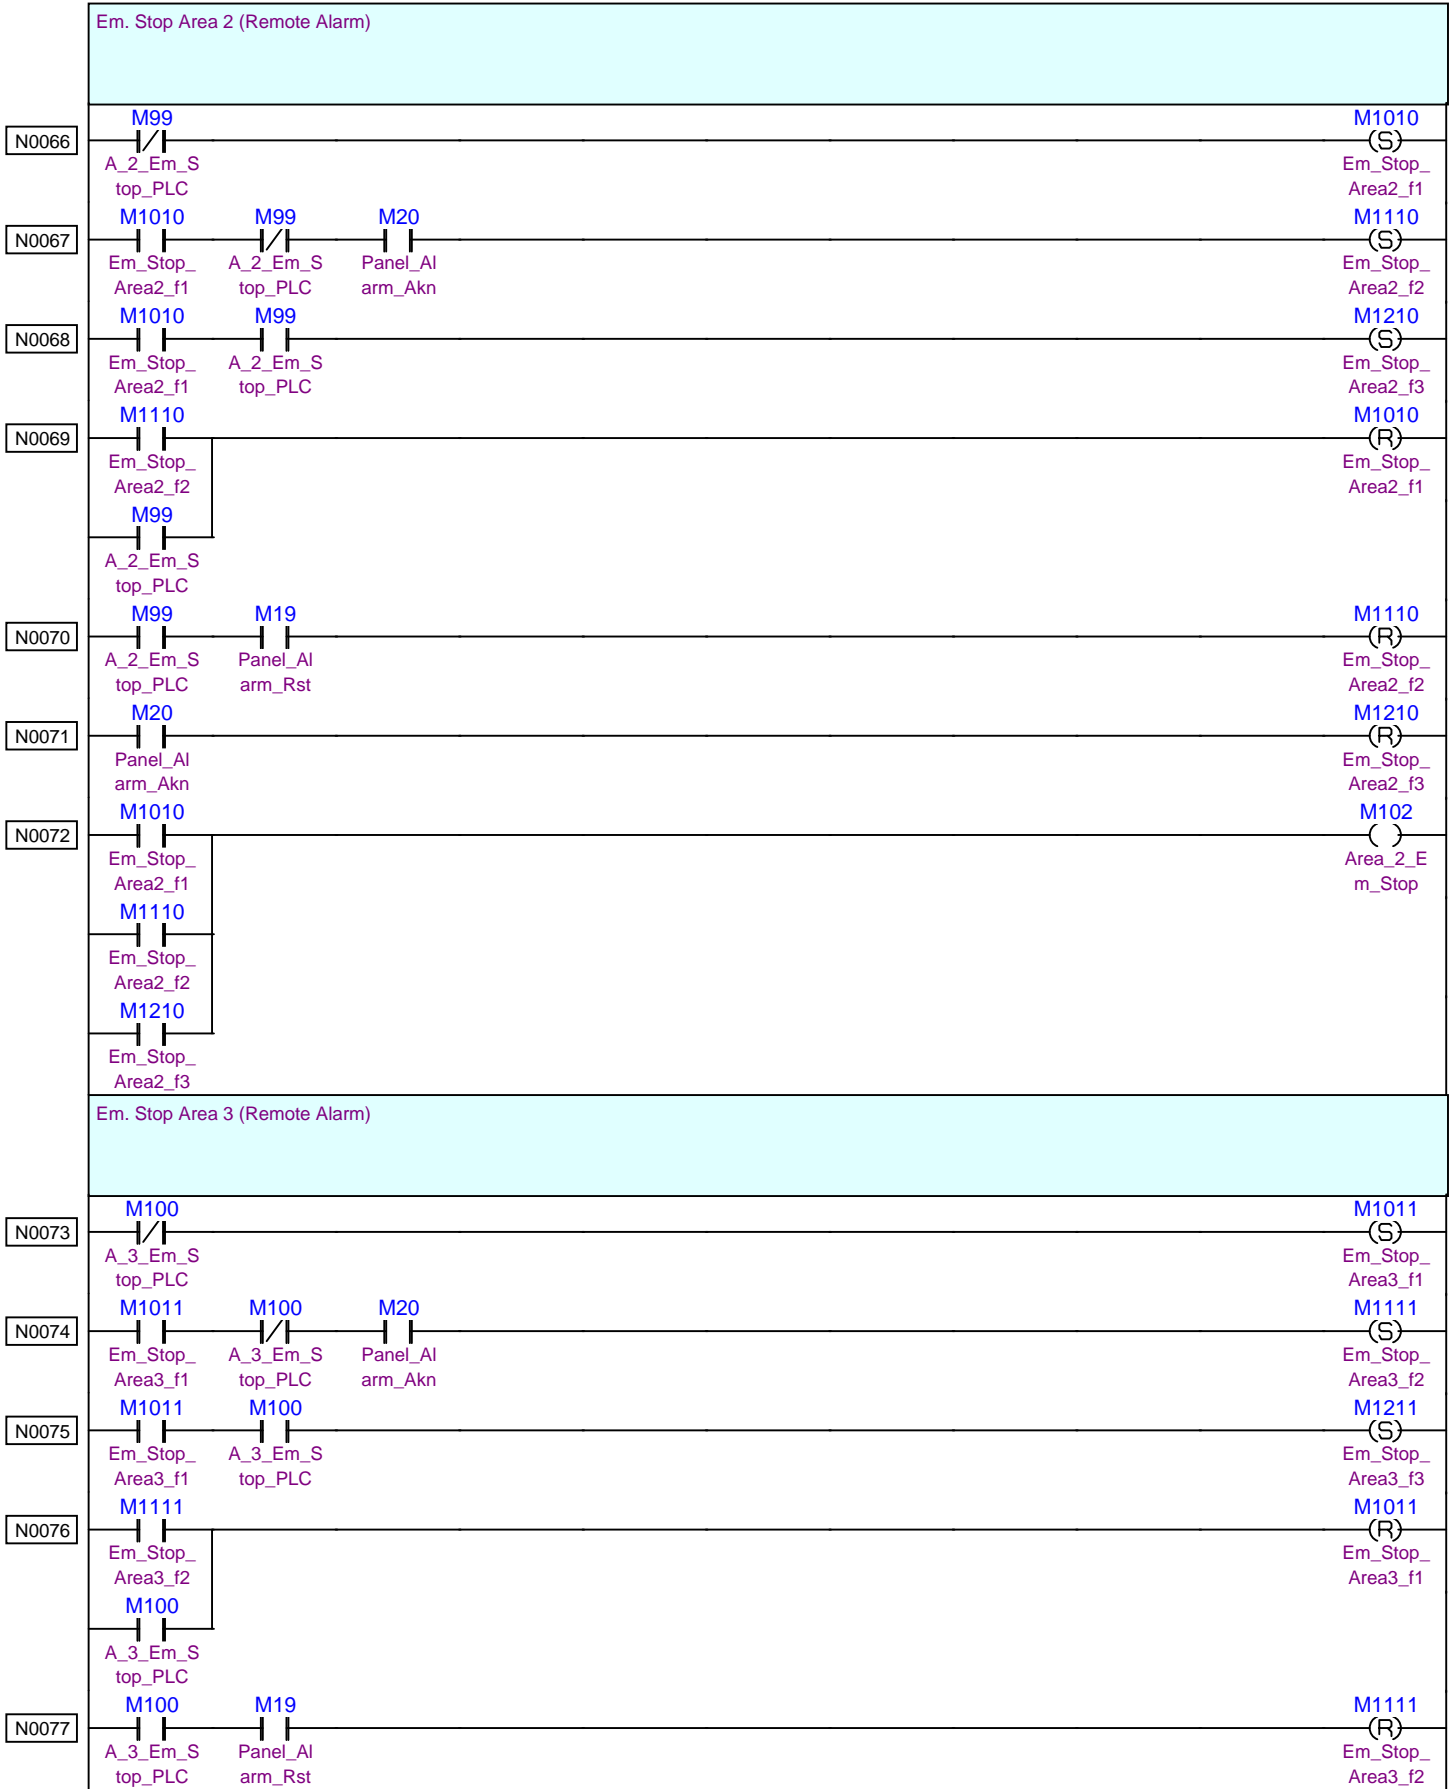 Em. Stop Area 2 (Remote Alarm)
M99 M1010
N0066
A_2_Em_S Em_Stop_
top_PLC Area2_f1
M1010 M99 M20 M1110
N0067
Em_Stop_ A_2_Em_S Panel_Al Em_Stop_
Area2_f1 top_PLC arm_Akn Area2_f2
M1010 M99 M1210
N0068
Em_Stop_ A_2_Em_S Em_Stop_
Area2_f1 top_PLC Area2_f3
M1110 M1010
N0069
Em_Stop_ Em_Stop_
Area2_f2 Area2_f1
M99
A_2_Em_S
top_PLC
M99 M19 M1110
N0070
A_2_Em_S Panel_Al Em_Stop_
top_PLC arm_Rst Area2_f2
M20 M1210
N0071
Panel_Al Em_Stop_
arm_Akn Area2_f3
M1010 M102
N0072
Em_Stop_ Area_2_E
Area2_f1 m_Stop
M1110
Em_Stop_
Area2_f2
M1210
Em_Stop_
Area2_f3
Em. Stop Area 3 (Remote Alarm)
M100 M1011
N0073
A_3_Em_S Em_Stop_
top_PLC Area3_f1
M1011 M100 M20 M1111
N0074
Em_Stop_ A_3_Em_S Panel_Al Em_Stop_
Area3_f1 top_PLC arm_Akn Area3_f2
M1011 M100 M1211
N0075
Em_Stop_ A_3_Em_S Em_Stop_
Area3_f1 top_PLC Area3_f3
M1111 M1011
N0076
Em_Stop_ Em_Stop_
Area3_f2 Area3_f1
M100
A_3_Em_S
top_PLC
M100 M19 M1111
N0077
A_3_Em_S Panel_Al Em_Stop_
top_PLC arm_Rst Area3_f2